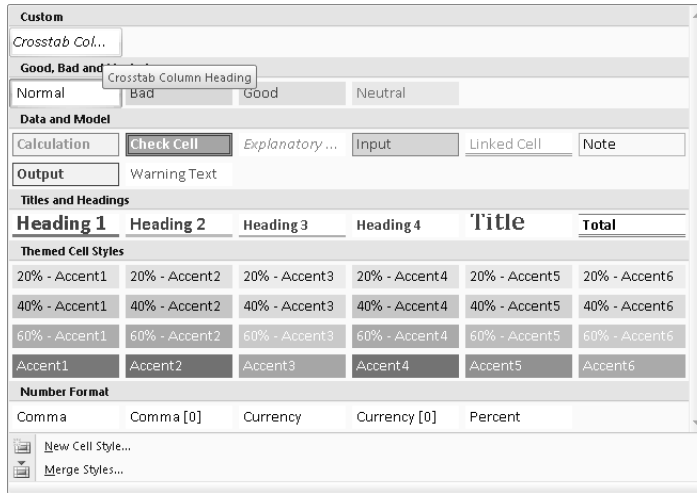 Custom
Crosstab Col...
Good, Bad and
Crosstab Column Heading
Normal Bad Good Neutral
Data and Model
Calculation Check Cell Explanatory ... Input Linked Cell Note
Output Warning Text
Titles and Headings
Heading 1 Heading 2 Heading 3 Heading 4 Title Total
Themed Cell Styles
20% - Accent1 20% - Accent2 20% - Accent3 20% - Accent4 20% - Accent5 20% - Accent6
40% - Accent1 40% - Accent2 40% - Accent3 40% - Accent4 40% - Accent5 40% - Accent6
60% - Accent1 60% - Accent2 60% - Accent3 60% - Accent4 60% - Accent5 60% - Accent6
Accent1 Accent2 Accent3 Accent4 Accent5 Accent6
Number Format
Comma Comma [0] Currency Currency [0] Percent
New Cell Style...
Merge Styles...